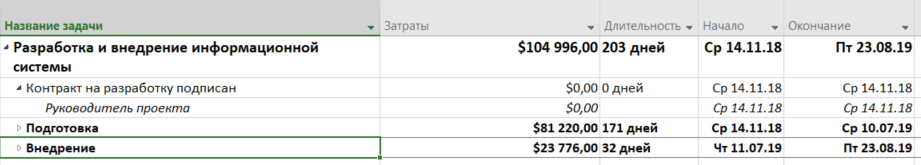 Название задачи Затраты Длительность Начало Окончание
Разработка и внедрение информационной системы $104 996,00 203 дней Ср 14.11.18 Пт 23.08.19
Контракт на разработку подписан $0,00 0 дней Ср 14.11.18 Ср 14.11.18
Руководитель проекта $0,00 Ср 14.11.18 Ср 14.11.18
Подготовка $81 220,00 171 дней Ср 14.11.18 Ср 10.07.19
Внедрение $23 776,00 32 дней Чт 11.07.19 Пт 23.08.19